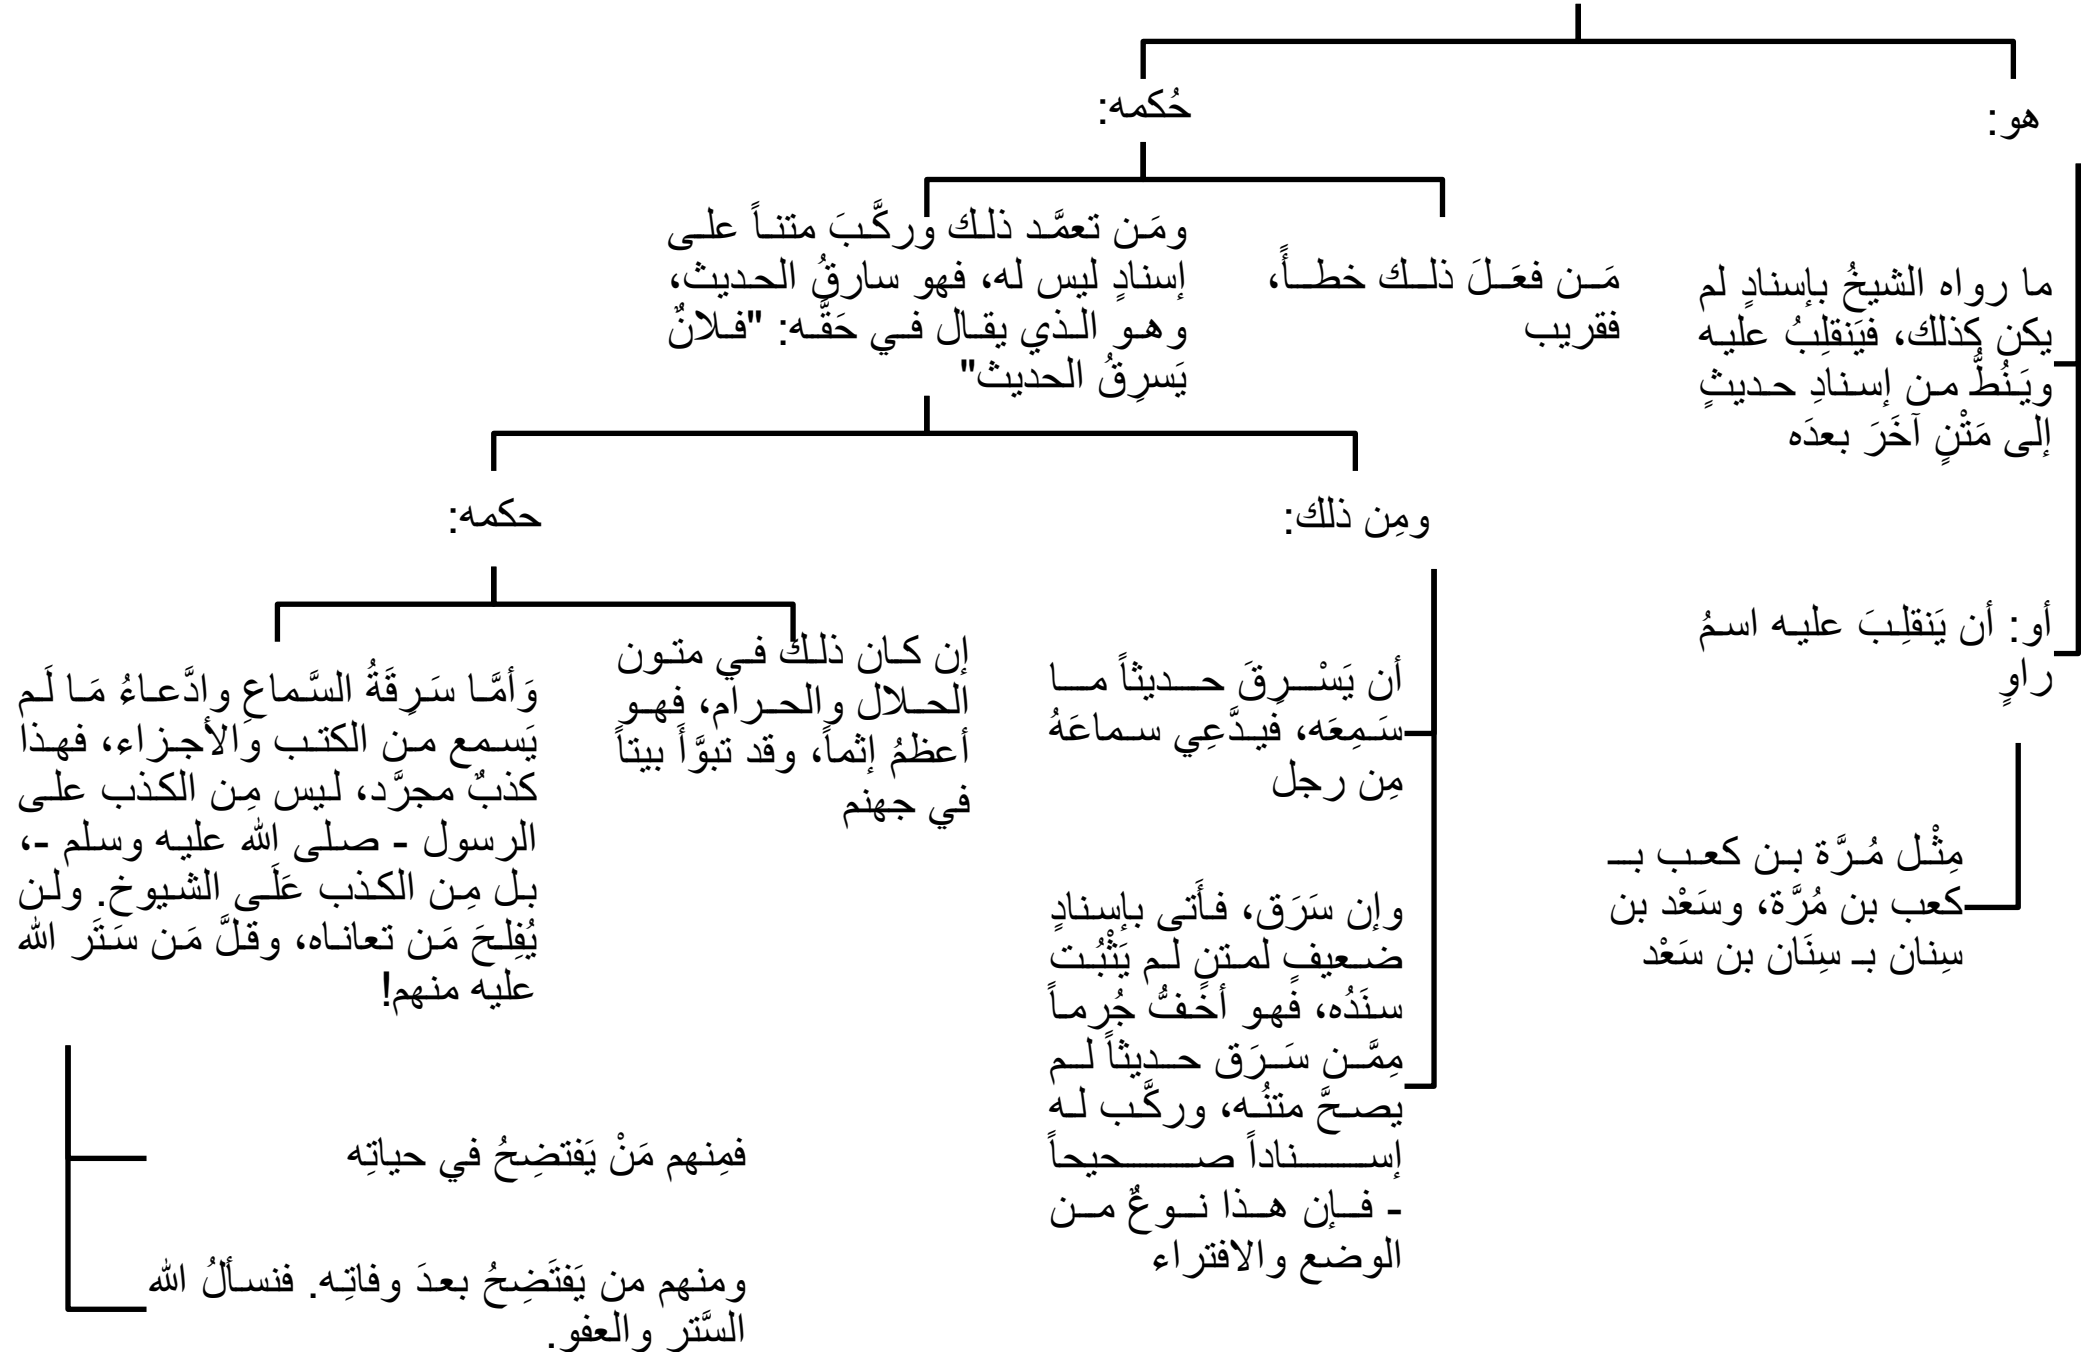 هو:
ما رواه الشيخُ بإسنادٍ لم
يكن كذلك، فيَنقلِبُ عليه
ويَنُطُّ من إسنادِ حديثٍ
إلى مَتْنٍ آخَرَ بعدَه
أو: أن يَنقلِبَ عليه اسمُ
راوٍ
مِثْل مُرَّة بن كعب بـ
كعب بن مُرَّة، وسَعْد بن
سِنان بـ سِنَان بن سَعْد
حُكمه:
مَن فعَلَ ذلك خطأً،
فقريب
ومَن تعمَّد ذلك وركَّبَ متناً على
إسنادٍ ليس له، فهو سارقُ الحديث،
وهو الذي يقال في حَقِّه: "فلانٌ
يَسرِقُ الحديث"
ومِن ذلك:
أن يَسْرِقَ حديثاً ما
سَمِعَه، فيدَّعِي سماعَهُ
مِن رجل
وإن سَرَق، فأَتى بإسنادٍ
ضعيفٍ لمتنٍ لم يَثْبُت
سنَدُه، فهو أخفُّ جُرماً
مِمَّن سَرَق حديثاً لم
يصحَّ متنُه، وركَّب له
إسناداً صحيحاً
- فإن هذا نوعٌ من
الوضع والافتراء
حكمه:
إن كان ذلك في متون
الحلال والحرام، فهو
أعظمُ إثماً، وقد تبوَّأَ بيتاً
في جهنم
وَأمَّا سَرِقَةُ السَّماعِ وادَّعاءُ مَا لَم
يَسمع من الكتب وَالأجزاء، فهذا
كذبٌ مجرَّد، ليس مِن الكذب على
الرسول - صلى الله عليه وسلم -،
بل مِن الكذب عَلَى الشيوخ. ولن
يُفلِحَ مَن تعاناه، وقلَّ مَن سَتَر الله
عليه منهم!
فمِنهم مَنْ يَفتضِحُ في حياتِه
ومنهم من يَفتَضِحُ بعدَ وفاتِه. فنسألُ الله
السَّتر والعفو.